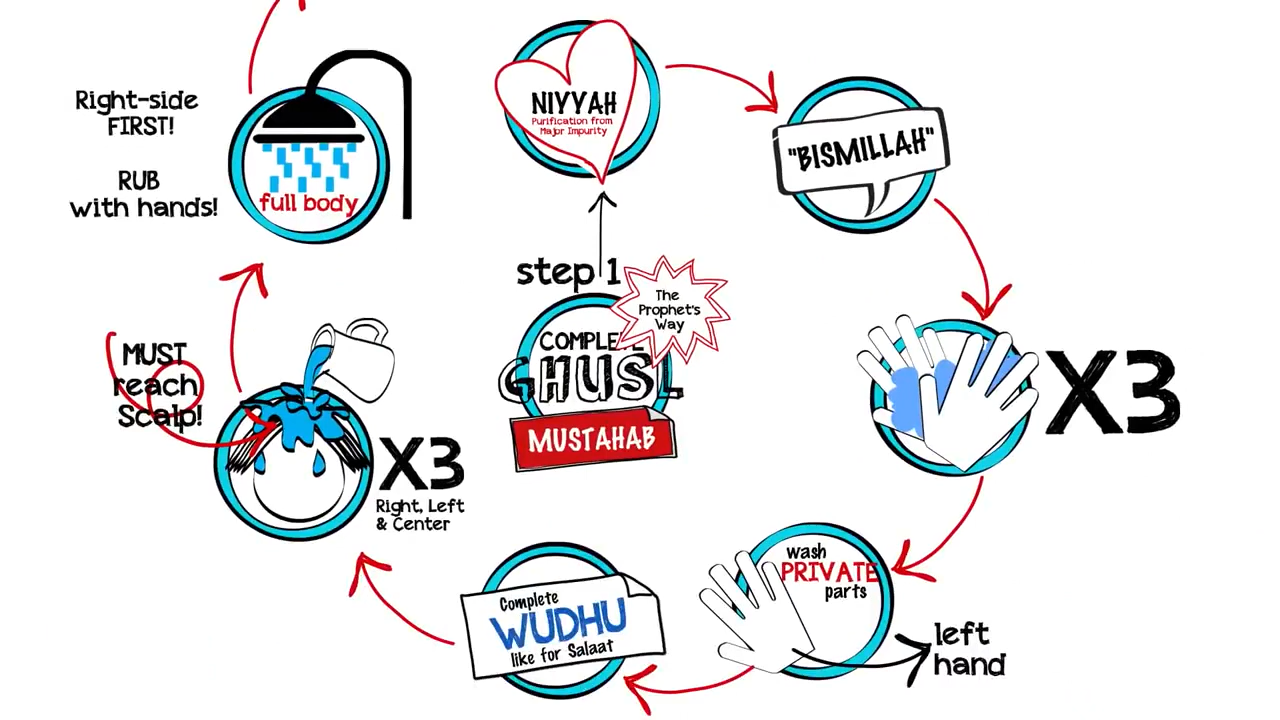 step 1
COMPLETE
GHUSL
MUSTAHAB
The
Prophet's
Way
NIYYAH
Purification from
Major Impurity
"BISMILLAH"
X3
wash
PRIVATE
parts
left
hand
Complete
WUDHU
like for Salaat
X3
Right, Left
& Center
MUST
reach
Scalp!
full body
Right-side
FIRST!
RUB
with hands!